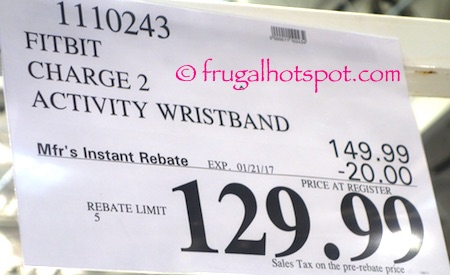 1110243
FITBIT
CHARGE 2
ACTIVITY WRISTBAND
© frugalhotspot.com
149.99
Mfr's Instant Rebate EXP. 01/21/17 -20.00
PRICE AT REGISTER
REBATE LIMIT
5
129.99
Sales Tax on the pre-rebate price